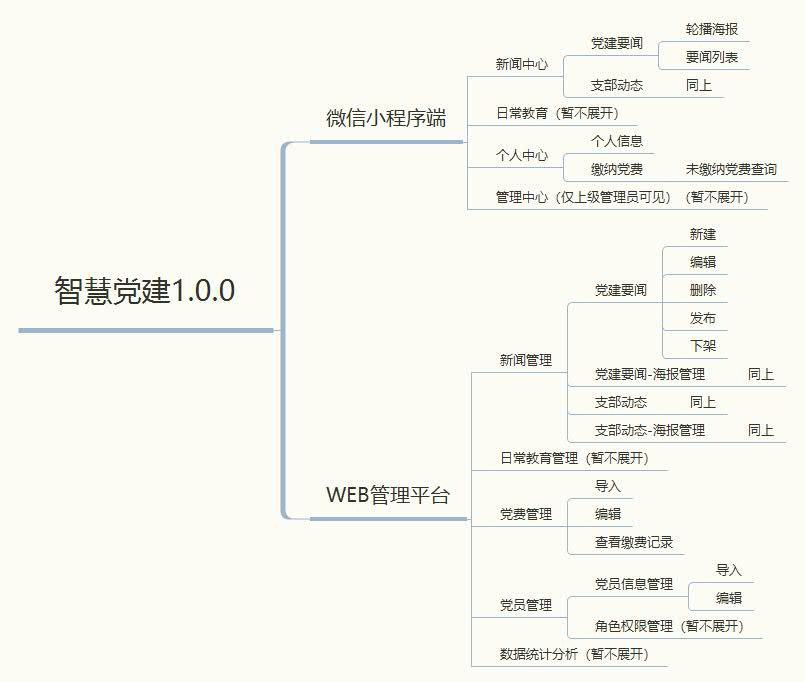 智慧党建1.0.0
微信小程序端
新闻中心
党建要闻
轮播海报
要闻列表
支部动态
同上
日常教育（暂不展开）
个人中心
个人信息
缴纳党费
未缴纳党费查询
管理中心（仅上级管理员可见）（暂不展开）
WEB管理平台
新闻管理
党建要闻
新建
编辑
删除
发布
下架
党建要闻-海报管理
同上
支部动态
同上
支部动态-海报管理
同上
日常教育管理（暂不展开）
党费管理
导入
编辑
查看缴费记录
党员管理
党员信息管理
导入
编辑
角色权限管理（暂不展开）
数据统计分析（暂不展开）